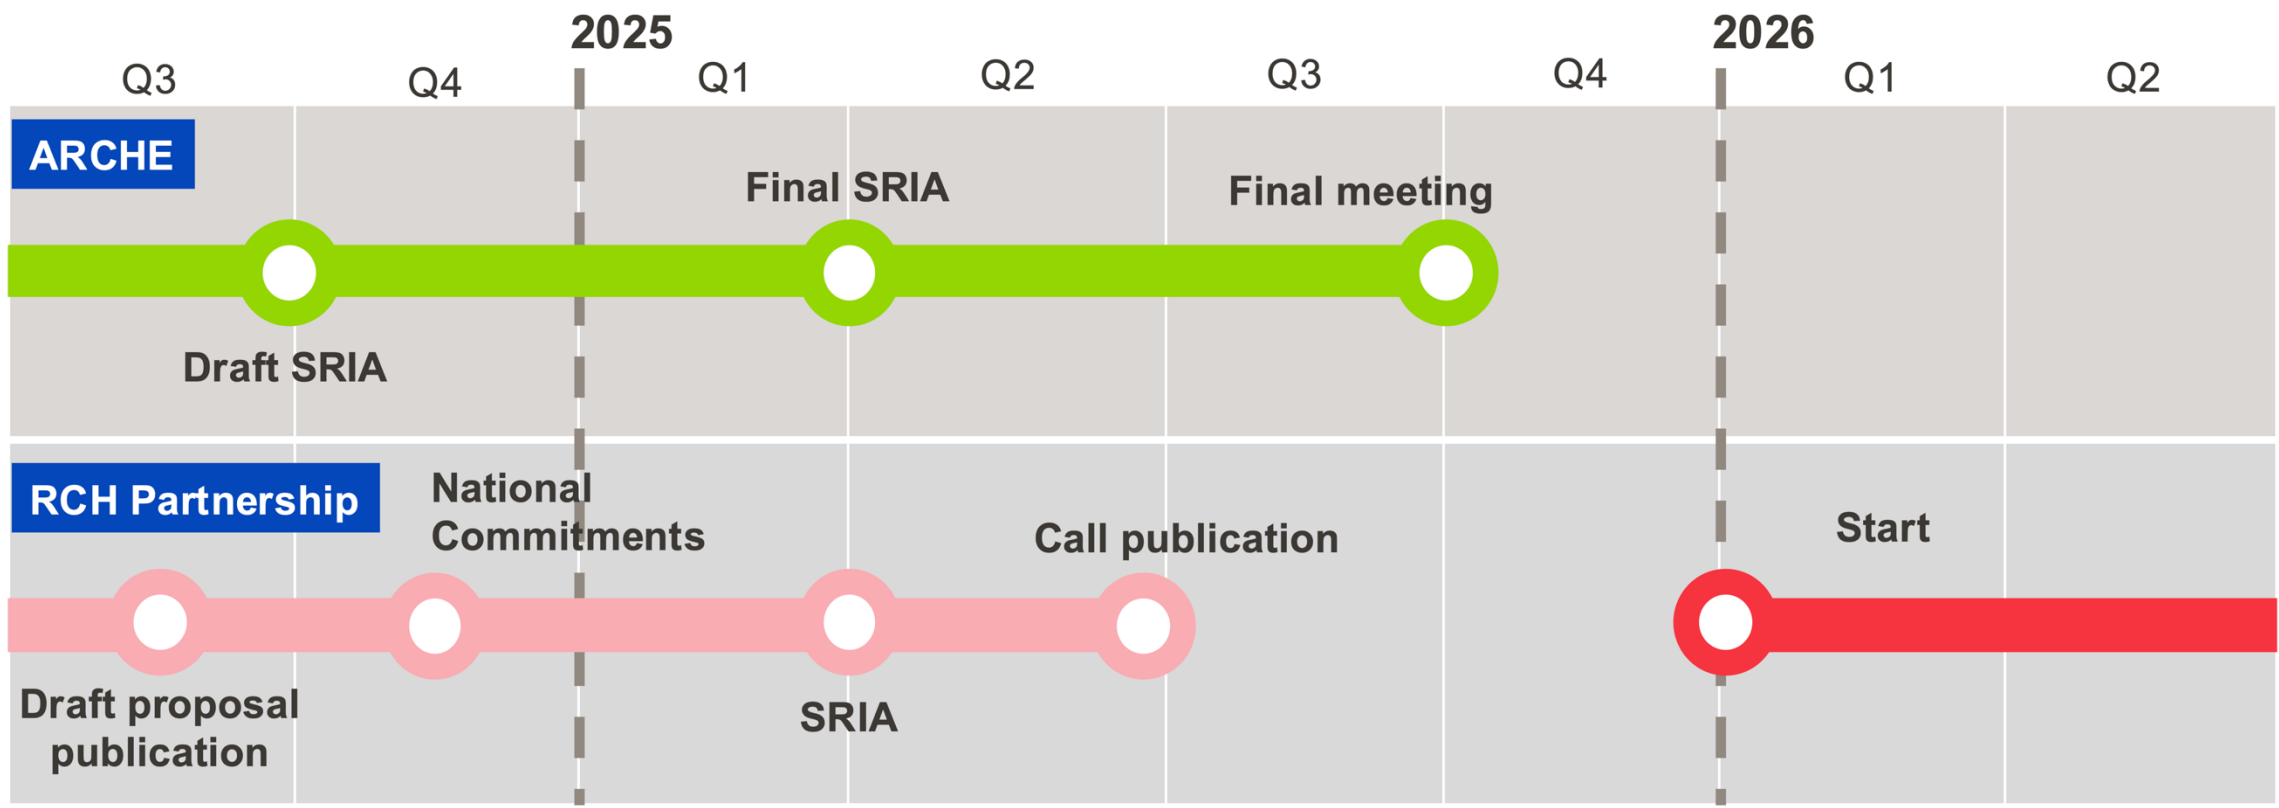 2025
2026
Q3
Q4
Q1
Q2
Q3
Q4
Q1
Q2
ARCHE
Final SRIA
Final meeting
Draft SRIA
RCH Partnership
National
Commitments
Call publication
Start
Draft proposal
publication
SRIA